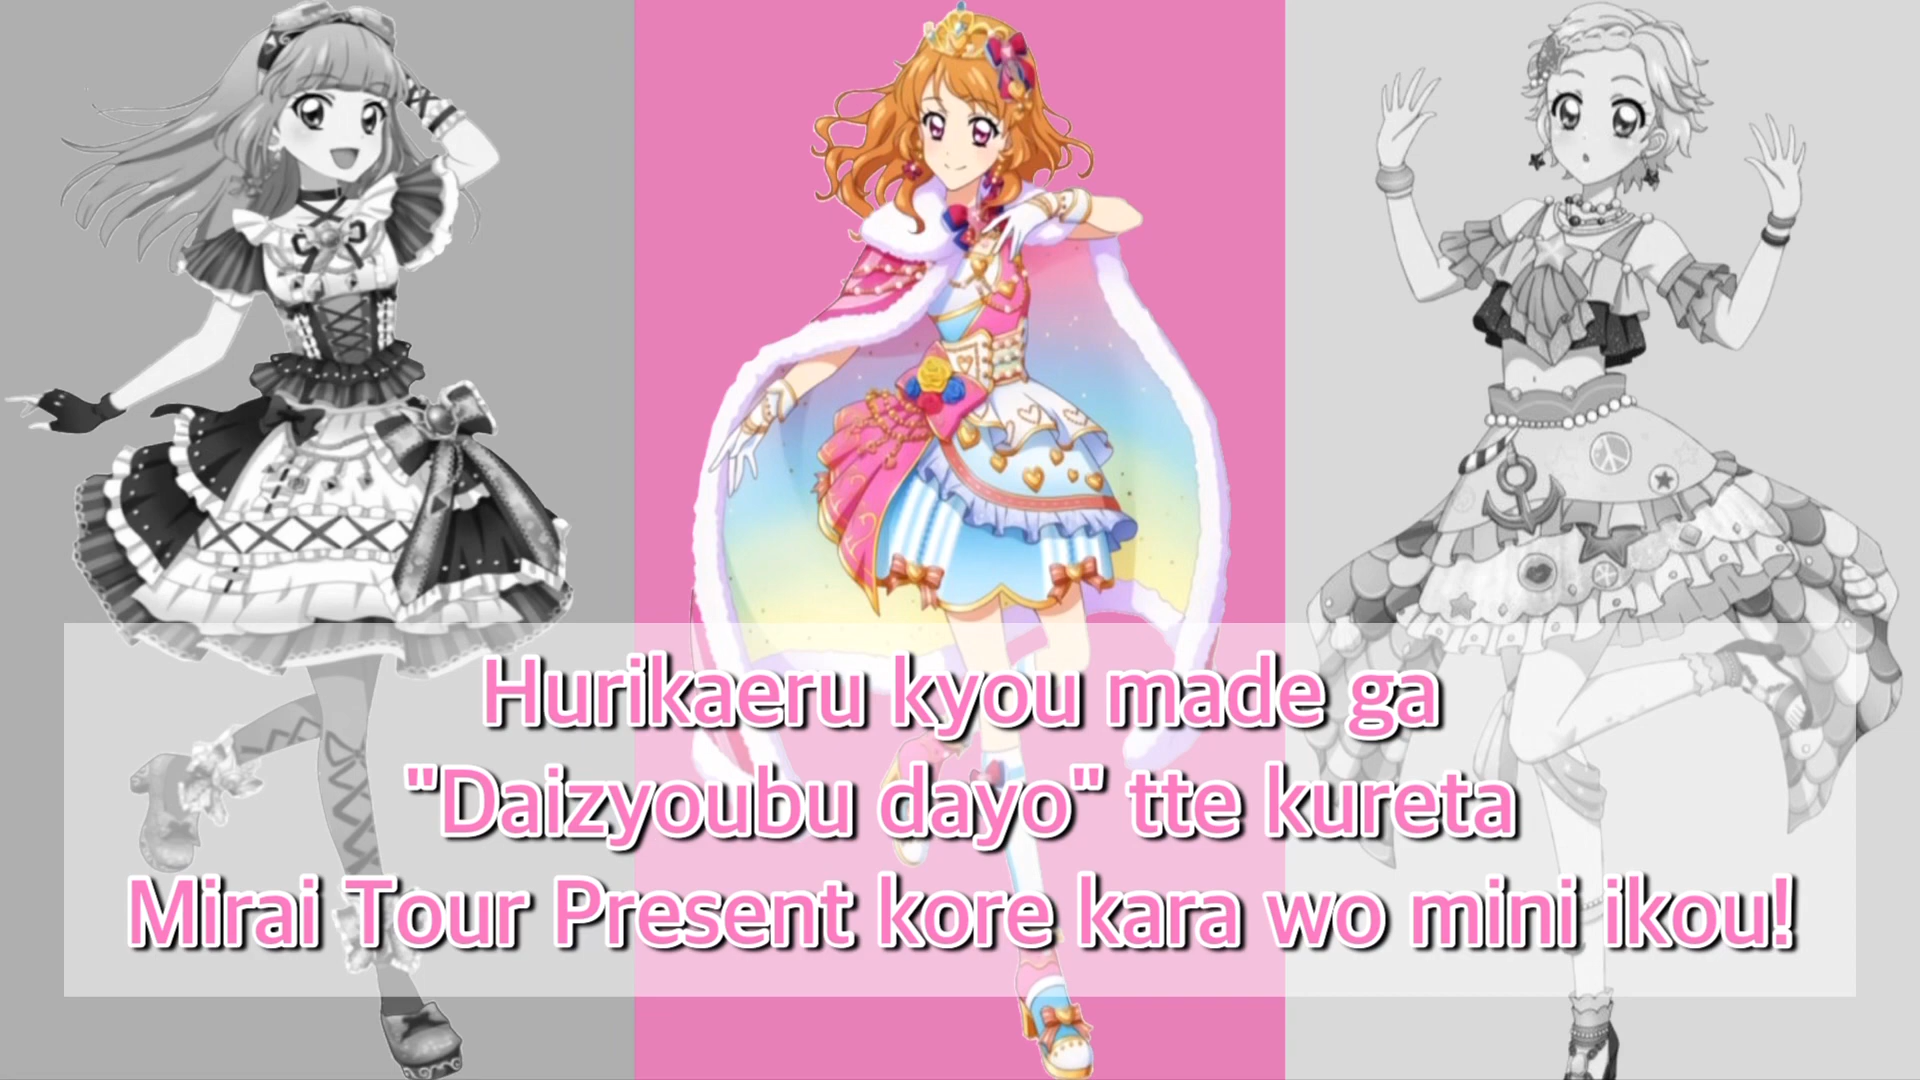 Hurikaeru kyou made ga
"Daizyoubu dayo" tte kureta
Mirai Tour Present kore kara wo mini ikou!